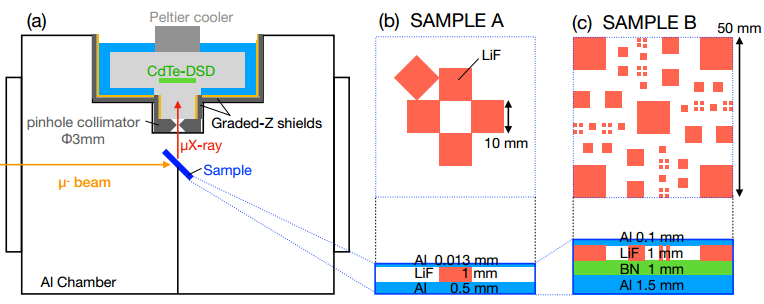 (a)
Peltier cooler
CdTe-DSD
pinhole collimator
Φ3mm
Graded-Z shields
μX-ray
Sample
μ- beam
Al Chamber
(b) SAMPLE A
LiF
10 mm
Al 0.013 mm
LiF 1 mm
Al 0.5 mm
(c) SAMPLE B
50 mm
Al 0.1 mm
LiF 1 mm
BN 1 mm
Al 1.5 mm